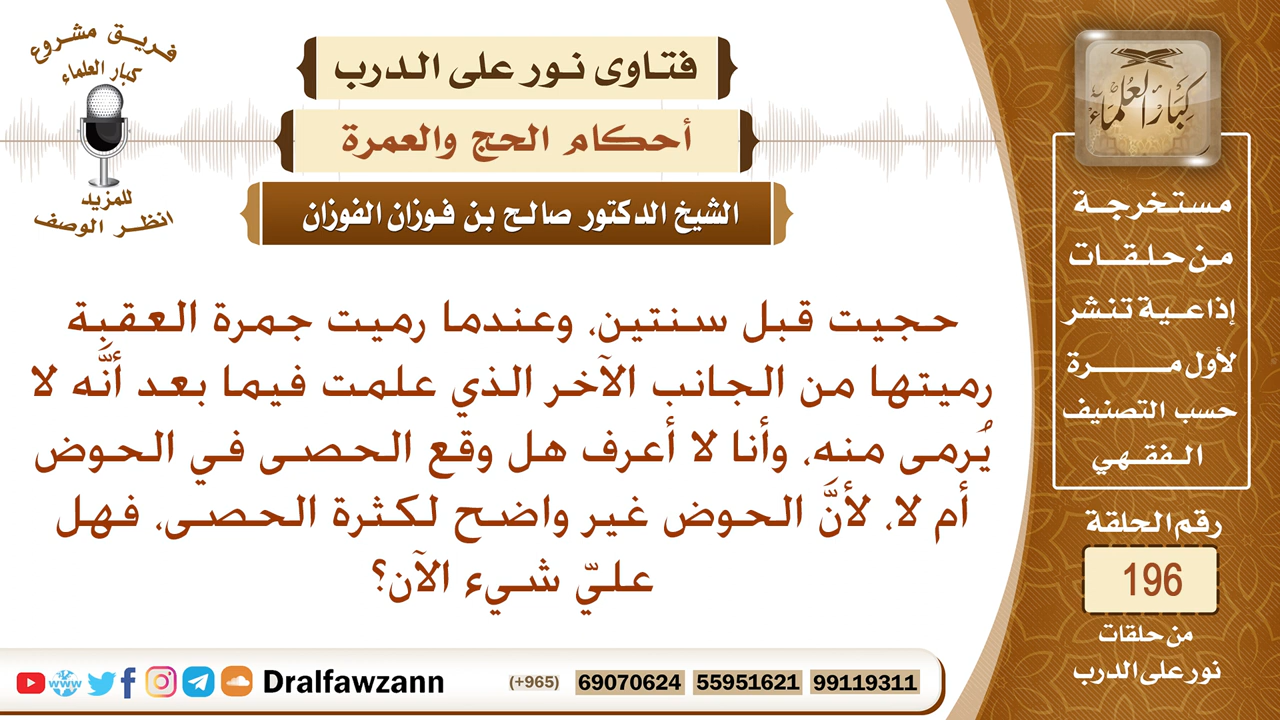 فريق مشروع
كبار العلماء
للمزيد
انظر الوصف
فتاوى نور على الدرب
أحكام الحج والعمرة
الشيخ الدكتور صالح بن فوزان الفوزان
حجيت قبل سنتين، وعندما رميت جمرة العقبة
رميتها من الجانب الآخر الذي علمت فيما بعد أنَّه لا
يُرمى منه، وأنا لا أعرف هل وقع الحصى في الحوض
أم لا، لأنَّ الحوض غير واضح لكثرة الحصى، فهل
عليّ شيء الآن؟
كبار العلماء
مستخرجة
من حلقات
إذاعية تنشر
لأول مرة
حسب التصنيف
الفقهي
رقم الحلقة
196
من حلقات
نور على الدرب
www
Dralfawzann (+965) 69070624 55951621 99119311